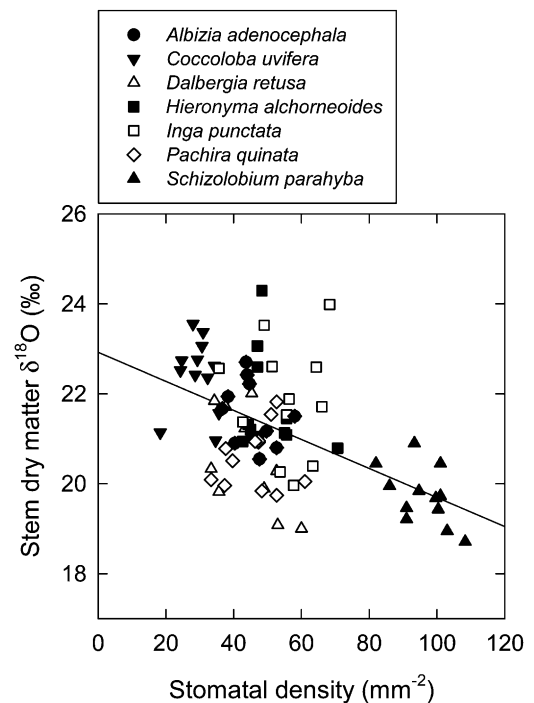 Albizia adenocephala
Coccoloba uvifera
Dalbergia retusa
Hieronyma alchorneoides
Inga punctata
Pachira quinata
Schizolobium parahyba
26
24
22
20
18
Stem dry matter δ¹⁸O (‰)
0 20 40 60 80 100 120
Stomatal density (mm⁻²)